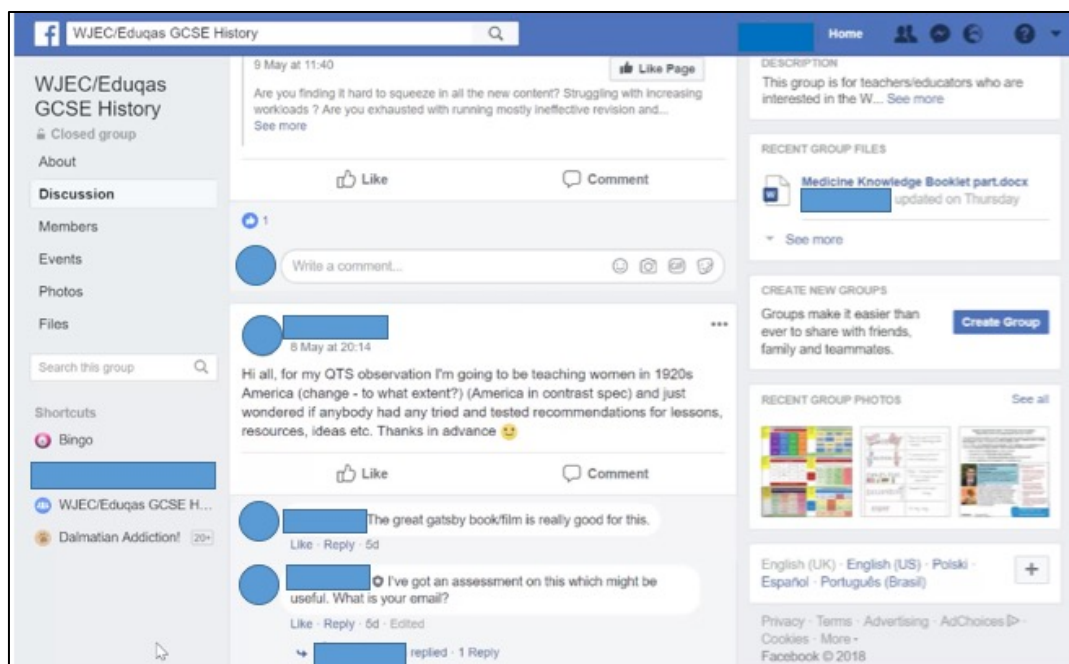 WJEC/Eduqas GCSE History
Home
WJEC/Eduqas
GCSE History
Closed group
About
Discussion
Members
Events
Photos
Files
Search this group
Shortcuts
Bingo
WJEC/Eduqas GCSE H...
Dalmatian Addiction! 20+
9 May at 11:40
Like Page
Are you finding it hard to squeeze in all the new content? Struggling with increasing
workloads ? Are you exhausted with running mostly ineffective revision and...
See more
Like Comment
1
Write a comment...
GIF
8 May at 20:14
Hi all, for my QTS observation I'm going to be teaching women in 1920s
America (change - to what extent?) (America in contrast spec) and just
wondered if anybody had any tried and tested recommendations for lessons,
resources, ideas etc. Thanks in advance
Like Comment
The great gatsby book/film is really good for this.
Like · Reply · 5d
I've got an assessment on this which might be
useful. What is your email?
Like · Reply · 5d · Edited
replied · 1 Reply
DESCRIPTION
This group is for teachers/educators who are
interested in the W... See more
RECENT GROUP FILES
Medicine Knowledge Booklet part.docx
updated on Thursday
See more
CREATE NEW GROUPS
Groups make it easier than
ever to share with friends,
family and teammates.
Create Group
RECENT GROUP PHOTOS See all
English (UK) · English (US) · Polski ·
Español · Português (Brasil)
Privacy · Terms · Advertising · AdChoices ·
Cookies · More
Facebook © 2018